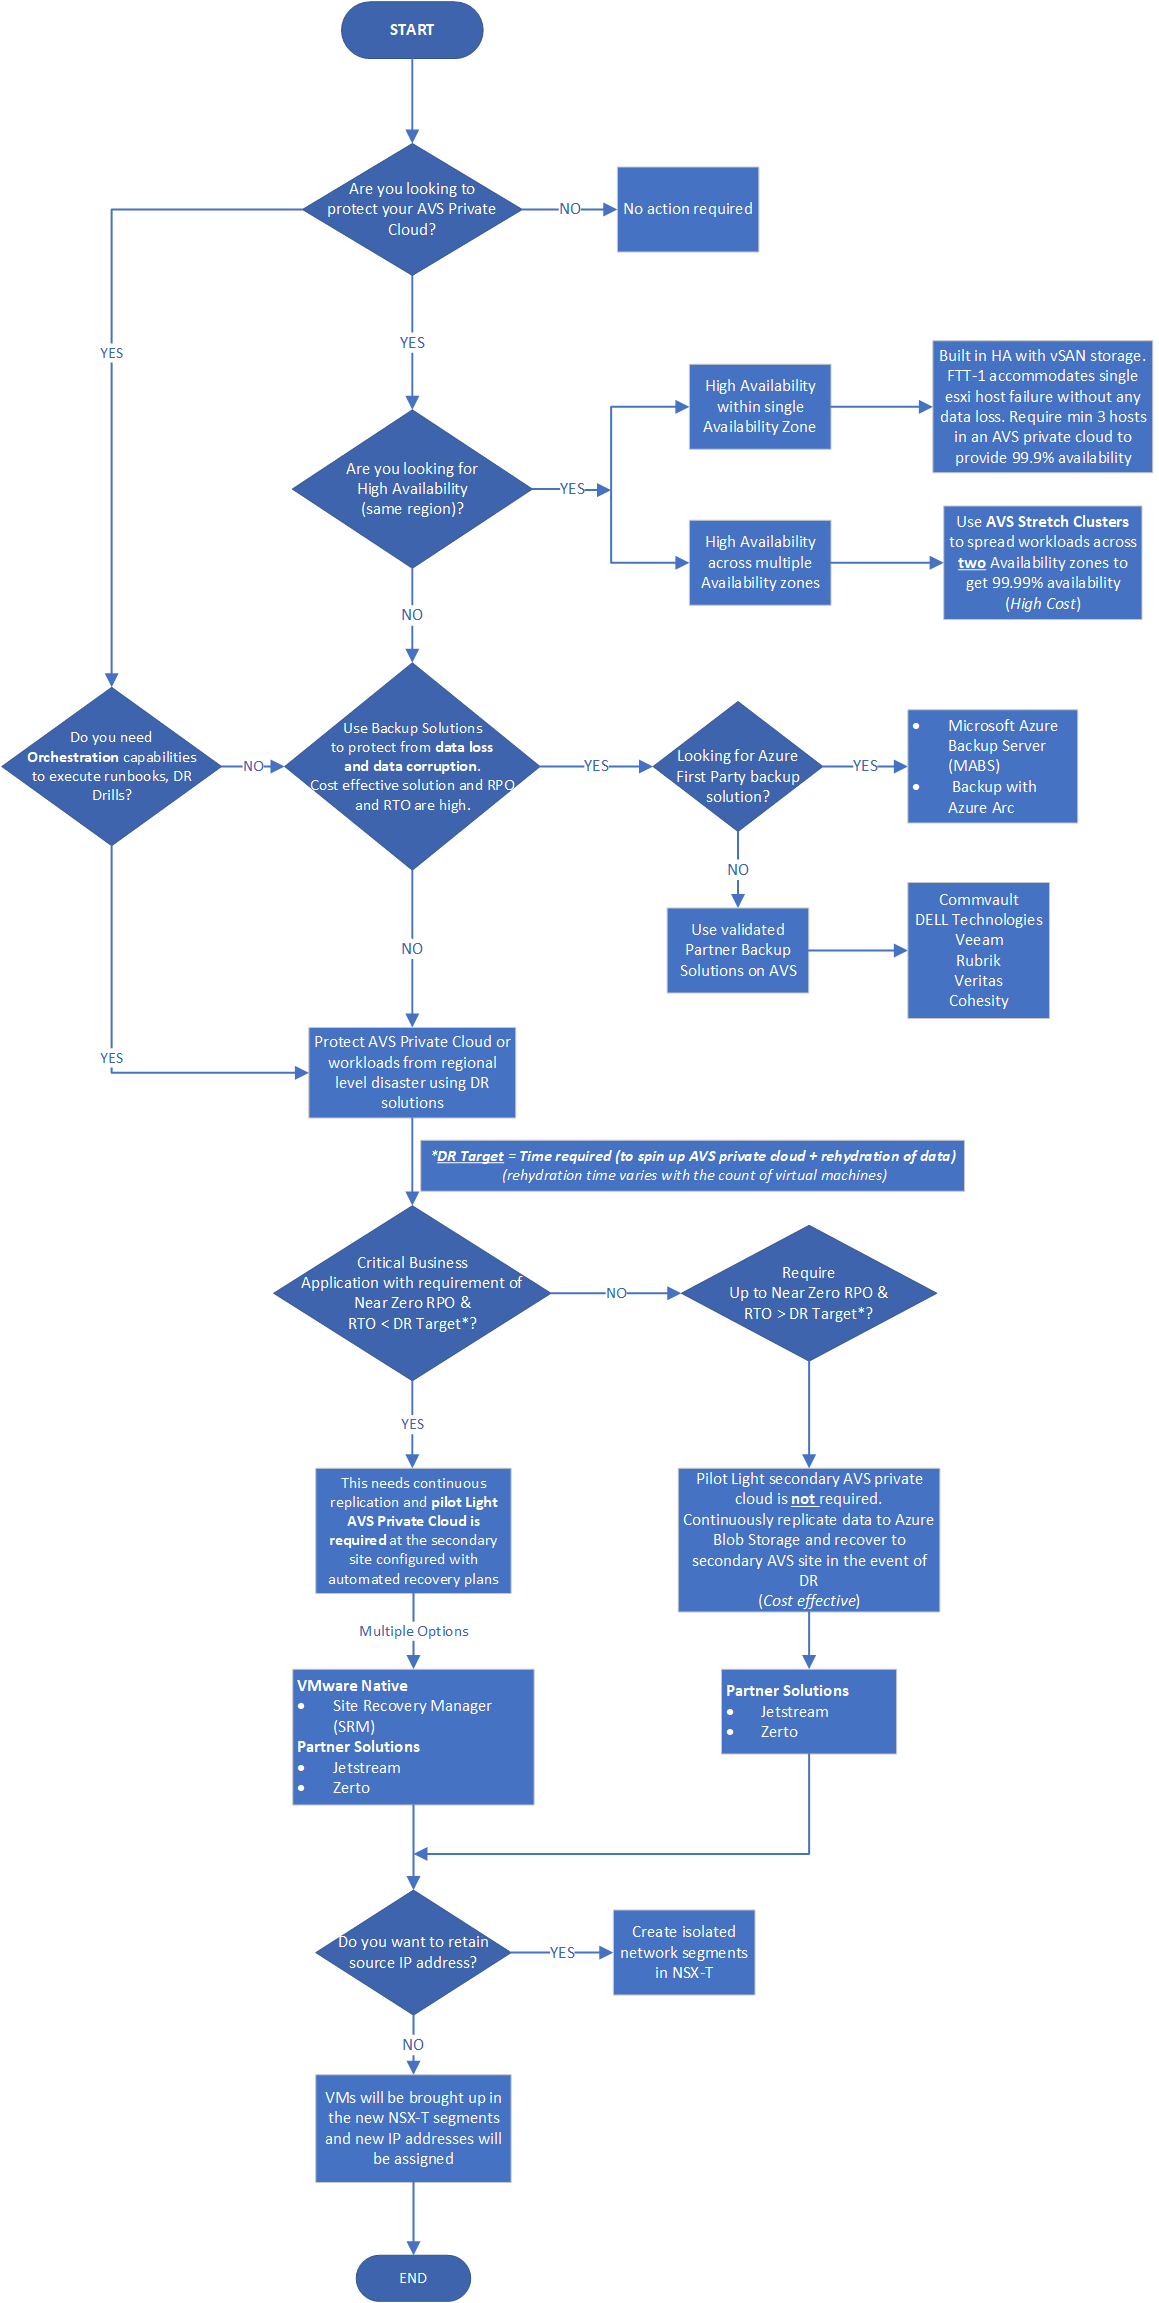 START
Are you looking to
protect your AVS Private
Cloud?
NO
No action required
YES
YES
Are you looking for
High Availability
(same region)?
YES
High Availability
within single
Availability Zone
Built in HA with vSAN storage.
FTT-1 accommodates single
esxi host failure without any
data loss. Require min 3 hosts
in an AVS private cloud to
provide 99.9% availability
High Availability
across multiple
Availability zones
Use AVS Stretch Clusters
to spread workloads across
two Availability zones to
get 99.99% availability
(High Cost)
NO
Do you need
Orchestration capabilities
to execute runbooks, DR
Drills?
NO
Use Backup Solutions
to protect from data loss
and data corruption.
Cost effective solution and RPO
and RTO are high.
YES
Looking for Azure
First Party backup
solution?
YES
• Microsoft Azure
Backup Server
(MABS)
• Backup with
Azure Arc
NO
Use validated
Partner Backup
Solutions on AVS
Commvault
DELL Technologies
Veeam
Rubrik
Veritas
Cohesity
NO
YES
Protect AVS Private Cloud or
workloads from regional
level disaster using DR
solutions
*DR Target = Time required (to spin up AVS private cloud + rehydration of data)
(rehydration time varies with the count of virtual machines)
Critical Business
Application with requirement of
Near Zero RPO &
RTO < DR Target*?
NO
Require
Up to Near Zero RPO &
RTO > DR Target*?
YES
This needs continuous
replication and pilot Light
AVS Private Cloud is
required at the secondary
site configured with
automated recovery plans
Pilot Light secondary AVS private
cloud is not required.
Continuously replicate data to Azure
Blob Storage and recover to
secondary AVS site in the event of
DR
(Cost effective)
Multiple Options
VMware Native
• Site Recovery Manager
(SRM)
Partner Solutions
• Jetstream
• Zerto
Partner Solutions
• Jetstream
• Zerto
Do you want to retain
source IP address?
YES
Create isolated
network segments
in NSX-T
NO
VMs will be brought up in
the new NSX-T segments
and new IP addresses will
be assigned
END